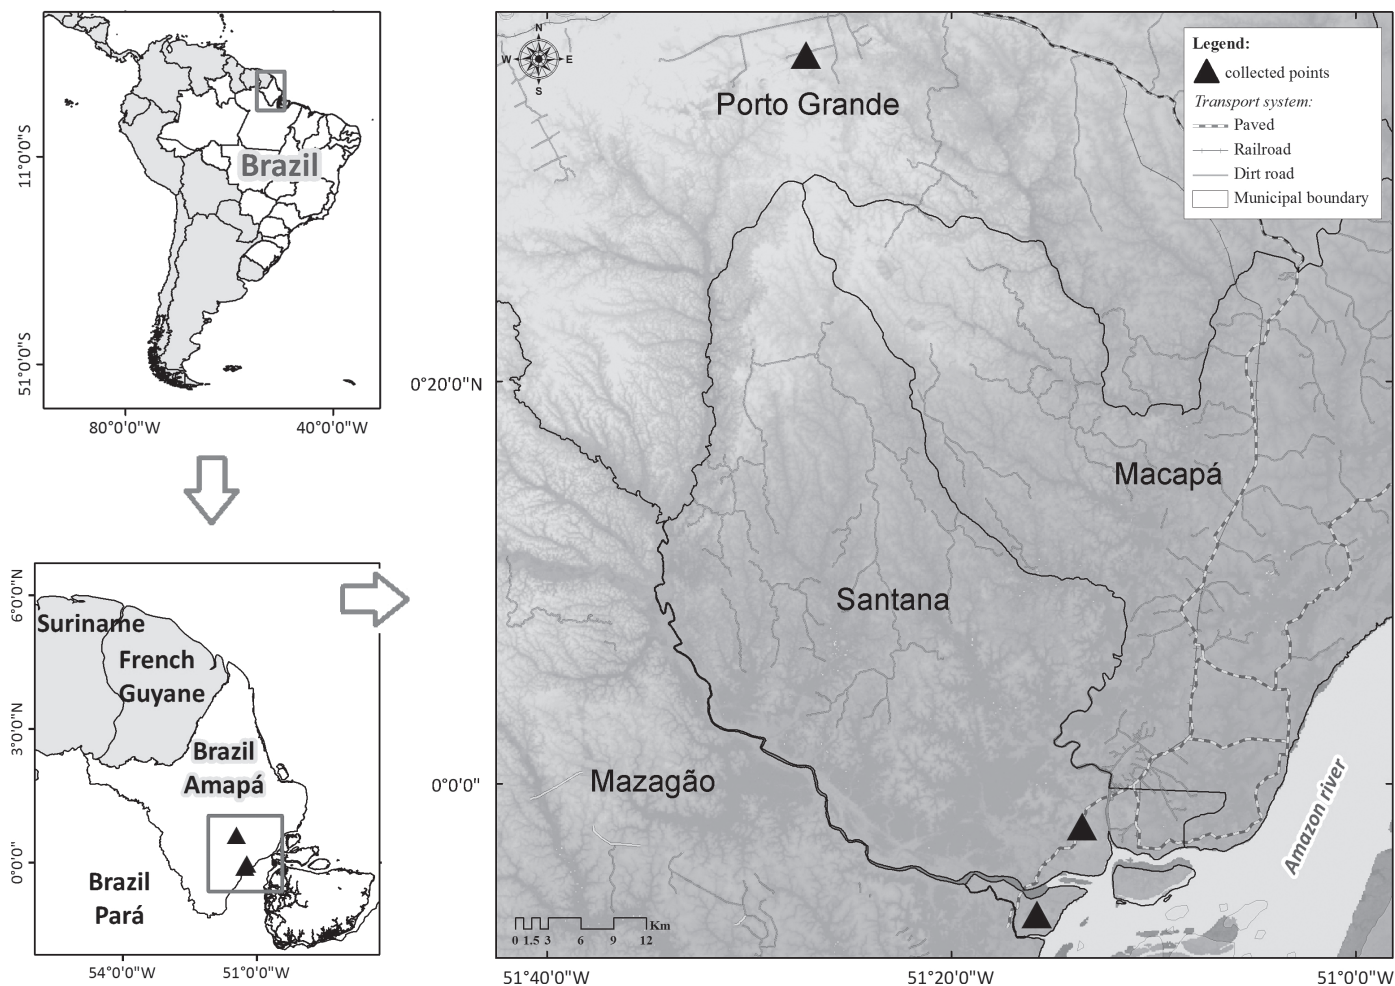 Brazil
11°0'0"S
51°0'0"S
80°0'0"W
40°0'0"W
Suriname
French
Guyane
Brazil
Amapá
Brazil
Pará
6°0'0"N
3°0'0"N
0°0'0"
54°0'0"W
51°0'0"W
N
W
E
S
Porto Grande
Macapá
Santana
Mazagão
Amazon river
Legend:
collected points
Transport system:
Paved
Railroad
Dirt road
Municipal boundary
0 1.5 3 6 9 12 Km
0°20'0"N
0°0'0"
51°40'0"W
51°20'0"W
51°0'0"W